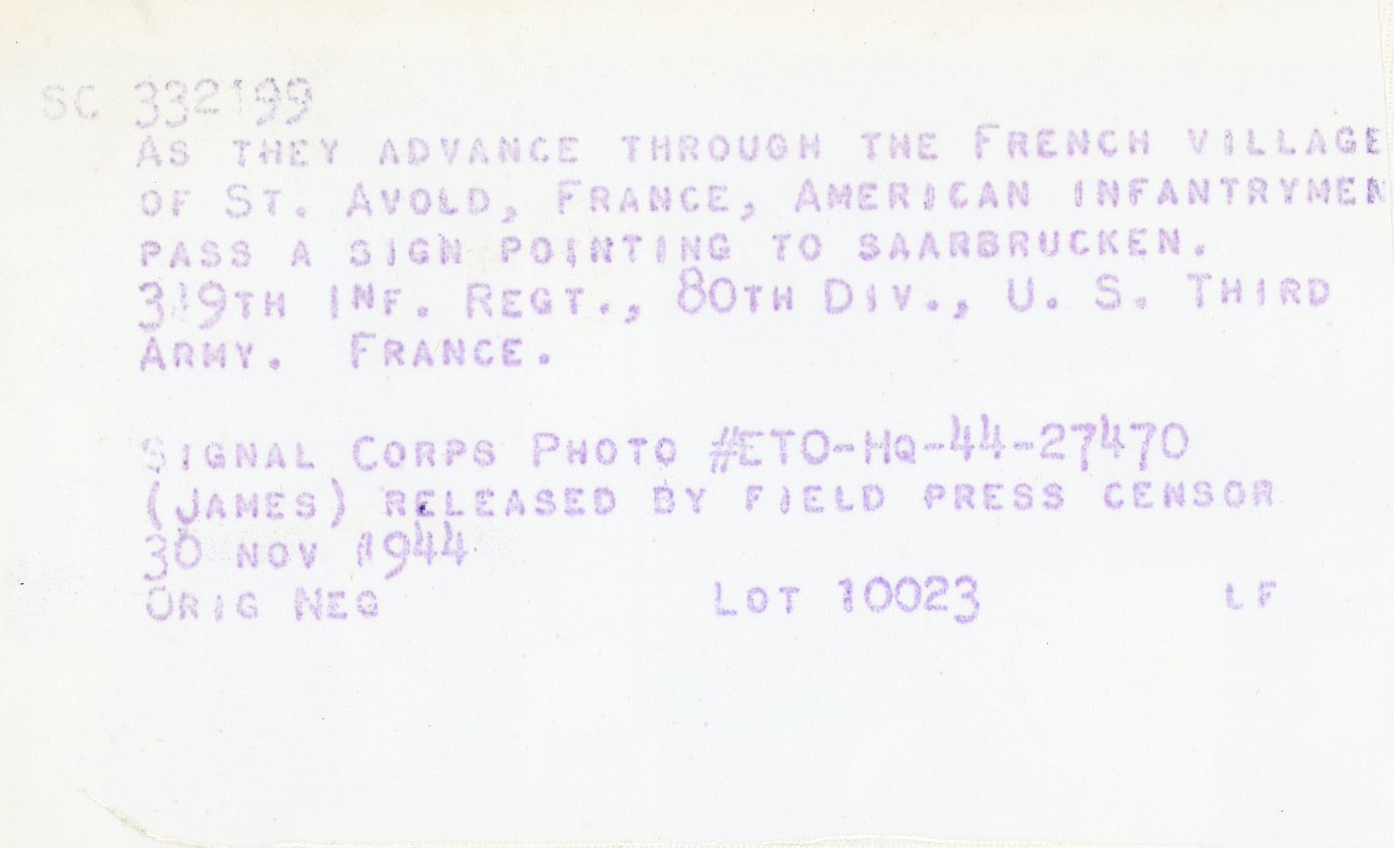 SC 332199
As they advance through the French village
of St. Avold, France, American infantrymen
pass a sign pointing to saarbrucken.
319th Inf. Regt., 80th Div., U. S. Third
Army.  France.
Signal Corps Photo #ETO-Hq-44-27470
(James) released by field press censor
30 nov 1944
Orig Neg Lot 10023 lf